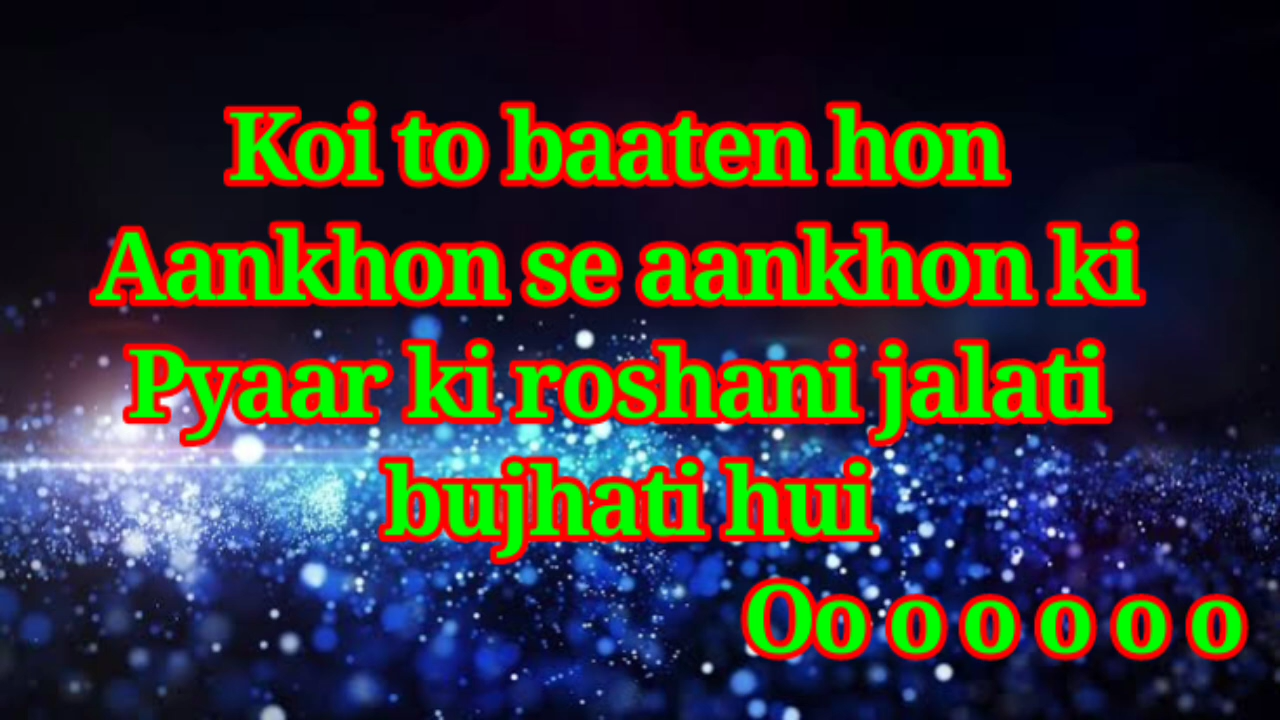 Koi to baaten hon
Aankhon se aankhon ki
Pyaar ki roshani jalati
bujhati hui
Oo o o o o o